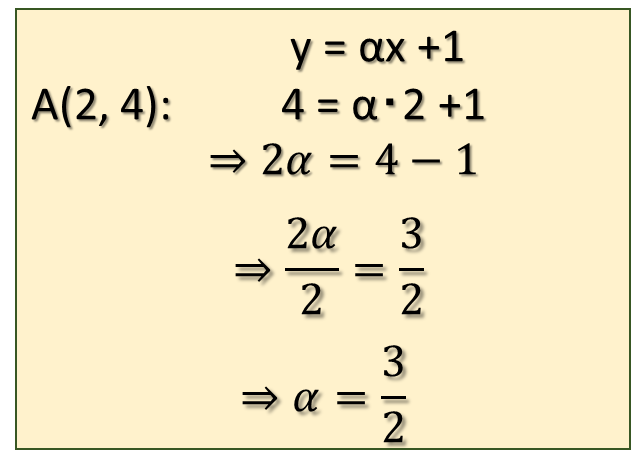 y = αx +1
A(2, 4): 4 = α·2 +1
⇒ 2α = 4 − 1
⇒ 2α/2 = 3/2
⇒ α = 3/2